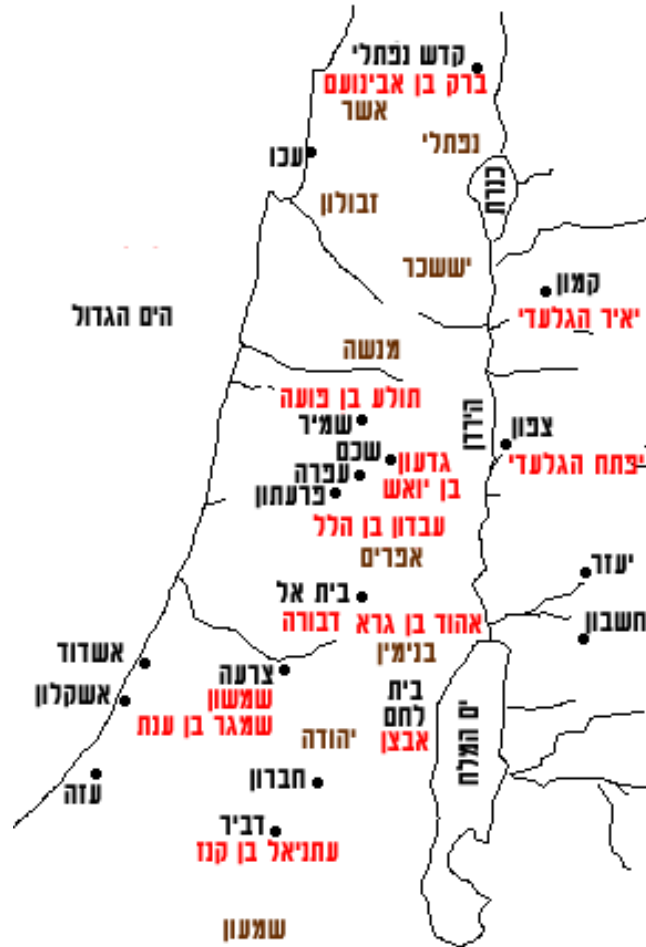 קדש נפתלי
ברק בן אבינועם
אשר
נפתלי
עכו
כנרת
זבולון
יששכר
קמון
יאיר הגלעדי
הים הגדול
מנשה
תולע בן פועה
שמיר
הירדן
צפון
יפתח הגלעדי
שכם
גדעון
בן יואש
עפרה
פרעתון
עבדון בן הלל
אפרים
יעזר
בית אל
אהוד בן גרא
דבורה
חשבון
בנימין
אשדוד
צרעה
שמשון
שמגר בן ענת
אשקלון
בית
לחם
אבצן
ים המלח
יהודה
עזה
חברון
דביר
עתניאל בן קנז
שמעון